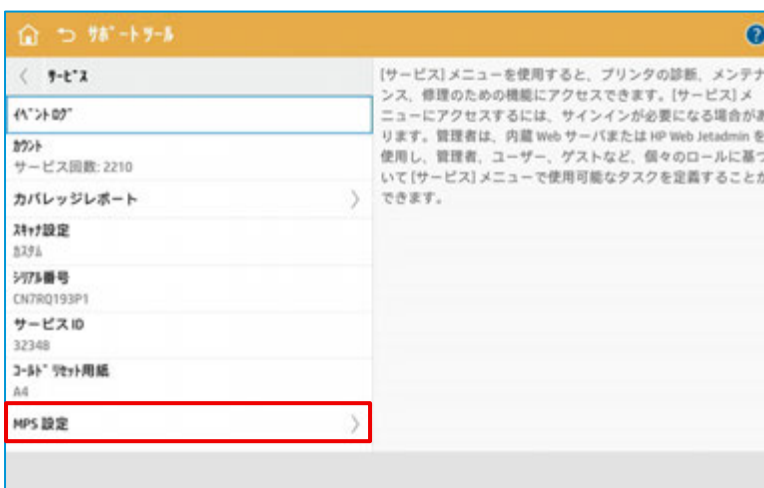 ｻﾎﾟｰﾄﾂｰﾙ
?
ｻｰﾋﾞｽ
ｲﾍﾞﾝﾄ ﾛｸﾞ
ｶｳﾝﾄ
サービス回数: 2210
カバレッジレポート
ｽｷｬﾅ設定
ｶｽﾀﾑ
ｼﾘｱﾙ番号
CN7RQ193P1
サービス ID
32348
ｺｰﾙﾄﾞ ﾘｾｯﾄ用紙
A4
MPS 設定
[サービス] メニューを使用すると、プリンタの診断、メンテナ
ンス、修理のための機能にアクセスできます。[サービス] メ
ニューにアクセスするには、サインインが必要になる場合があ
ります。管理者は、内蔵 Web サーバまたは HP Web Jetadmin を
使用し、管理者、ユーザー、ゲストなど、個々のロールに基づ
いて [サービス] メニューで使用可能なタスクを定義することが
できます。